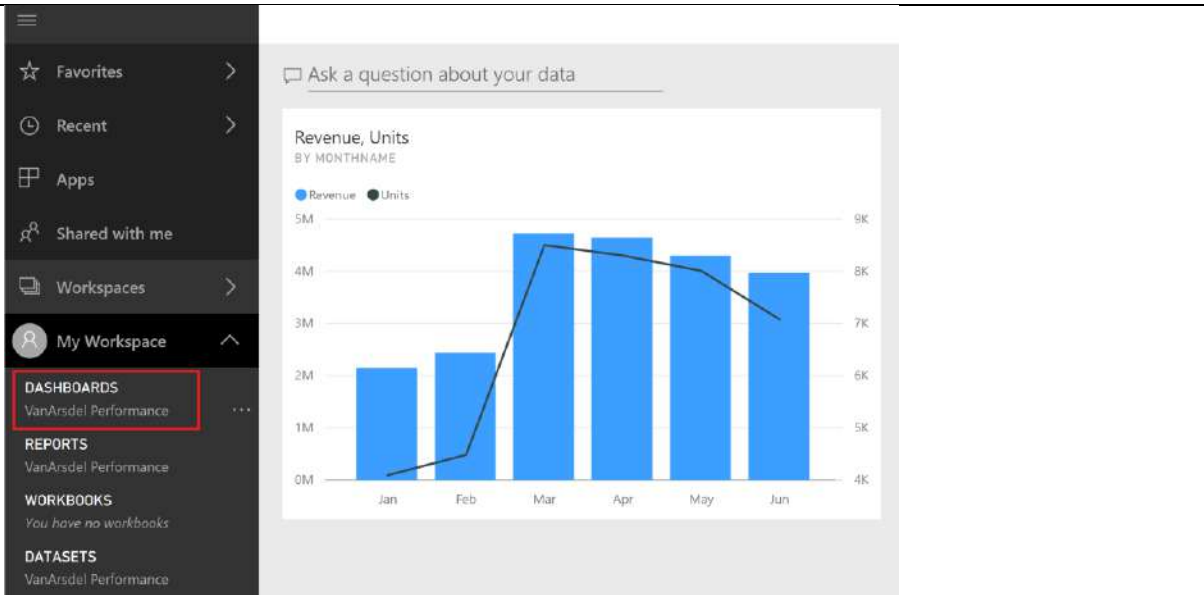 Favorites
Recent
Apps
Shared with me
Workspaces
My Workspace
DASHBOARDS
VanArsdel Performance
REPORTS
VanArsdel Performance
WORKBOOKS
You have no workbooks
DATASETS
VanArsdel Performance
Ask a question about your data
Revenue, Units
BY MONTHNAME
Revenue Units
5M 9K
4M 8K
3M 7K
2M 6K
1M 5K
0M 4K
Jan Feb Mar Apr May Jun